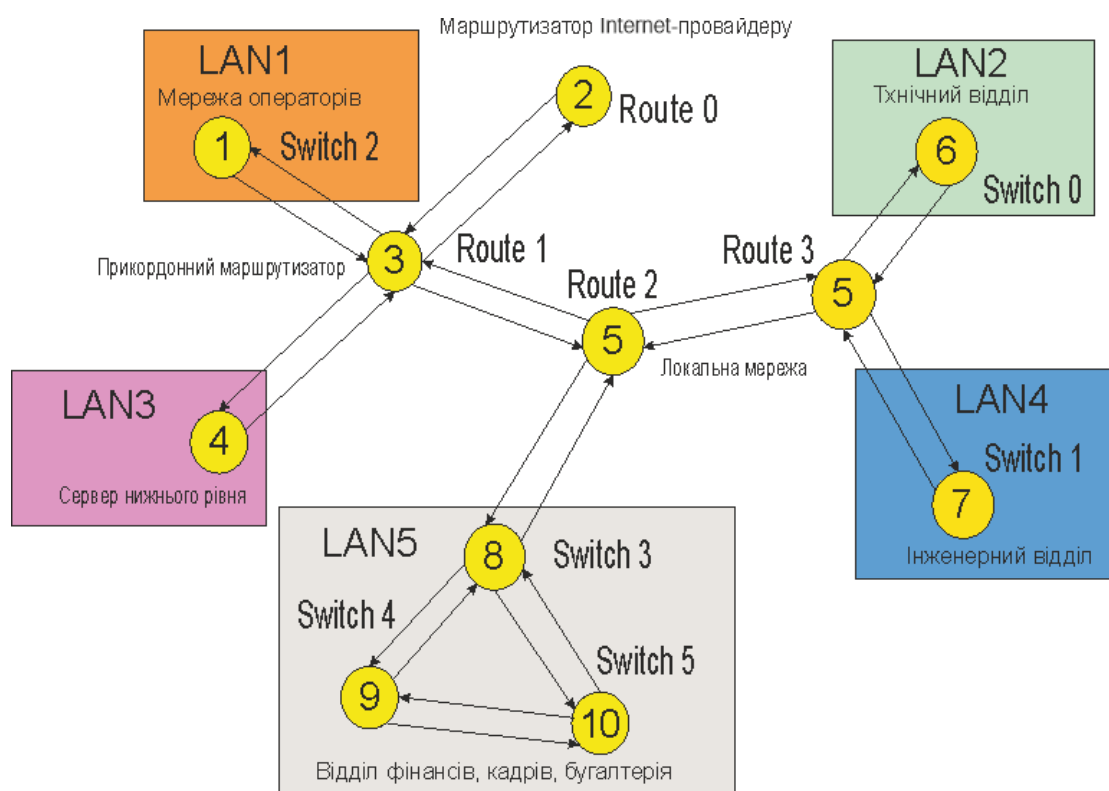 Маршрутизатор Internet-провайдеру
LAN1
Мережа операторів
1
Switch 2
2
Route 0
LAN2
Тхнічний відділ
6
Switch 0
Прикордонний маршрутизатор
3
Route 1
Route 2
Route 3
5
5
Локальна мережа
LAN3
4
Сервер нижнього рівня
LAN4
Switch 1
7
Інженерний відділ
LAN5
8
Switch 3
Switch 4
Switch 5
9
10
Відділ фінансів, кадрів, бугалтерія